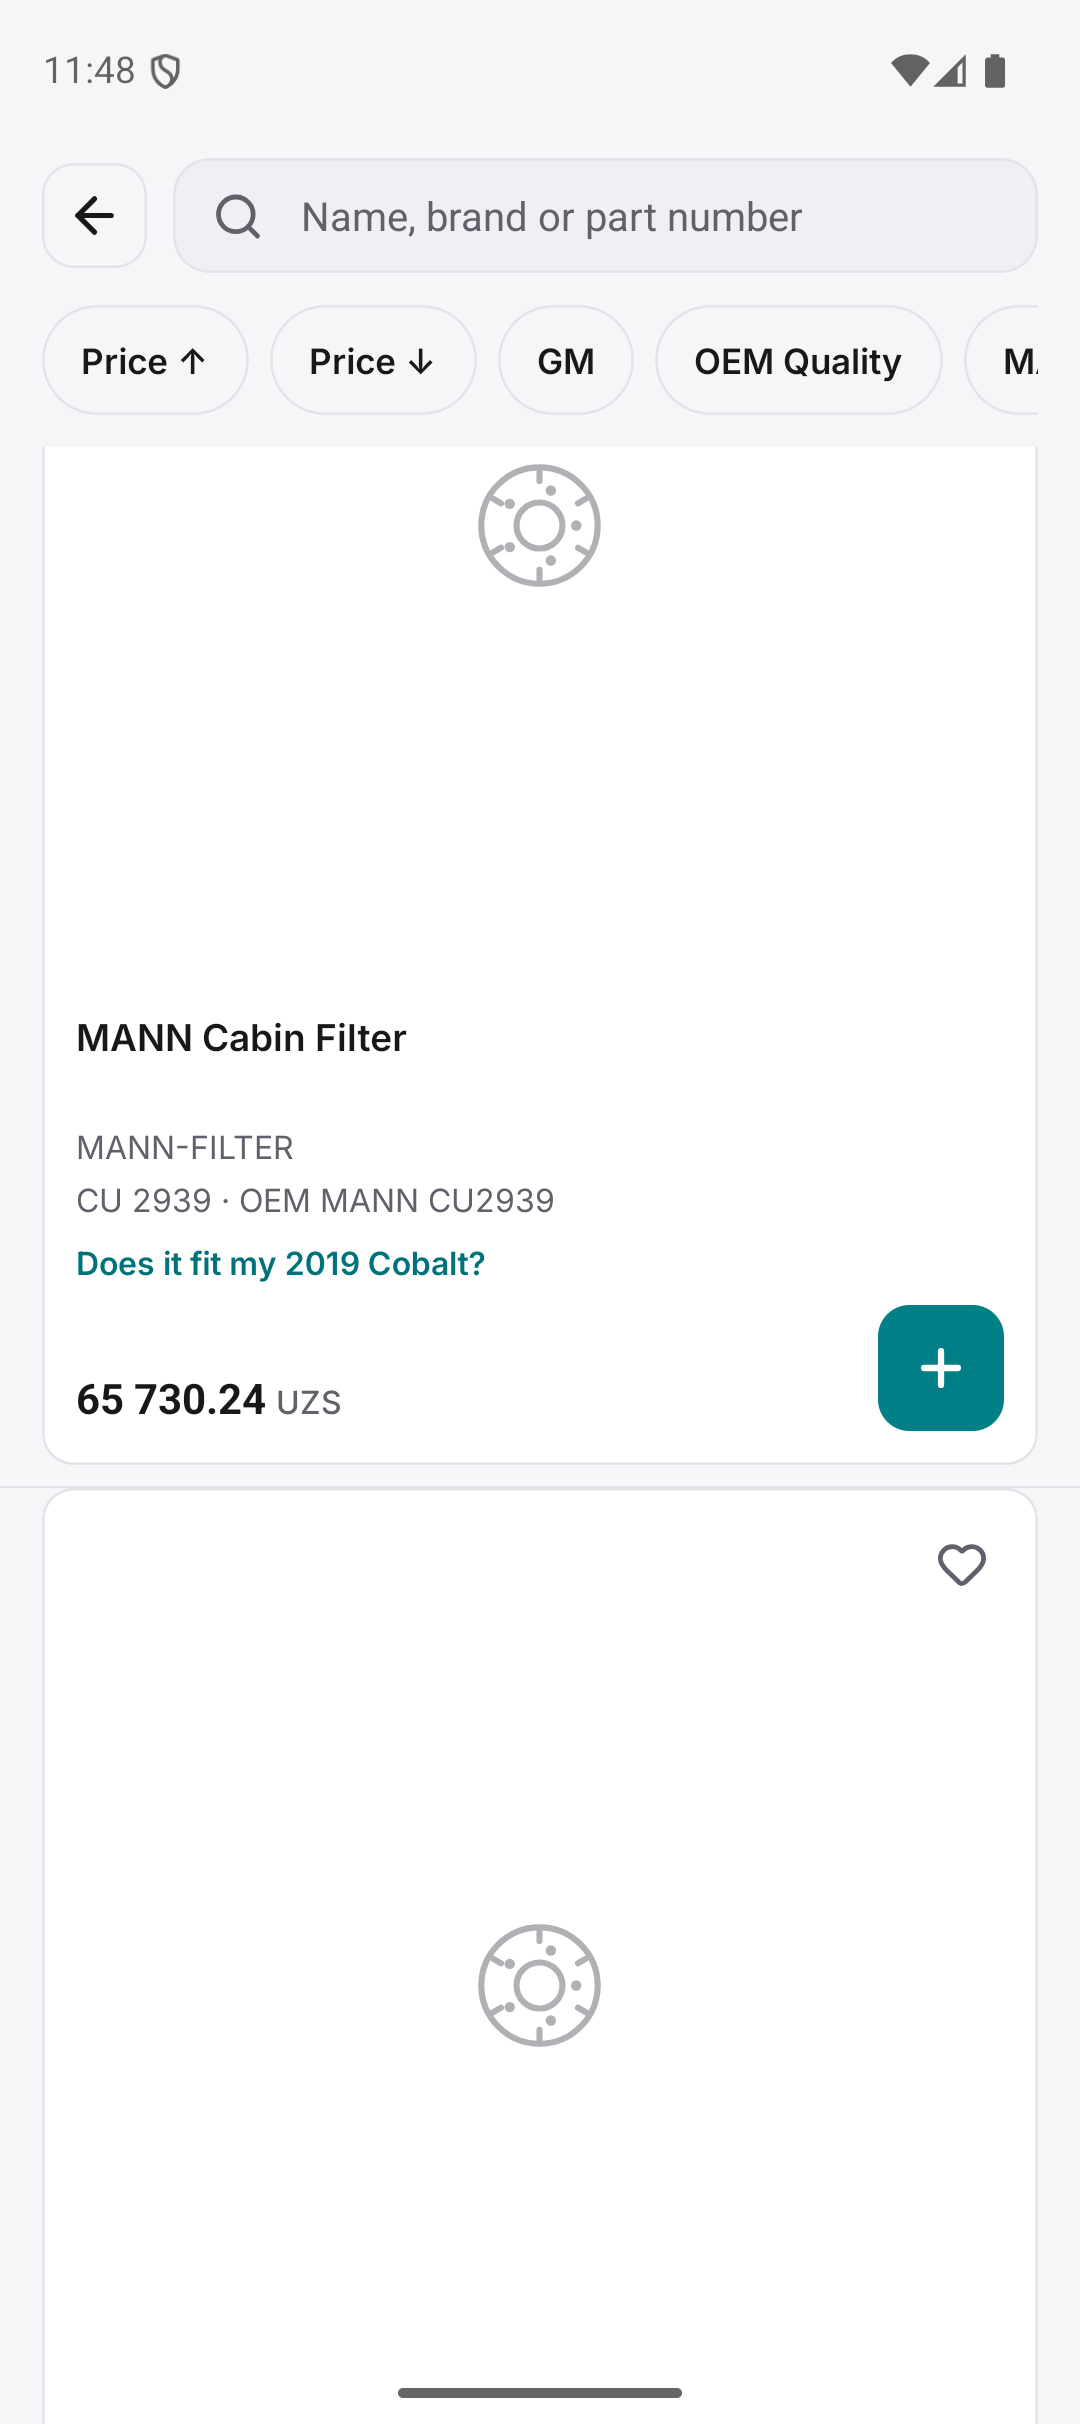 11:48
Name, brand or part number
Price ↑
Price ↓
GM
OEM Quality
MANN Cabin Filter
MANN-FILTER
CU 2939 · OEM MANN CU2939
Does it fit my 2019 Cobalt?
65 730.24 UZS